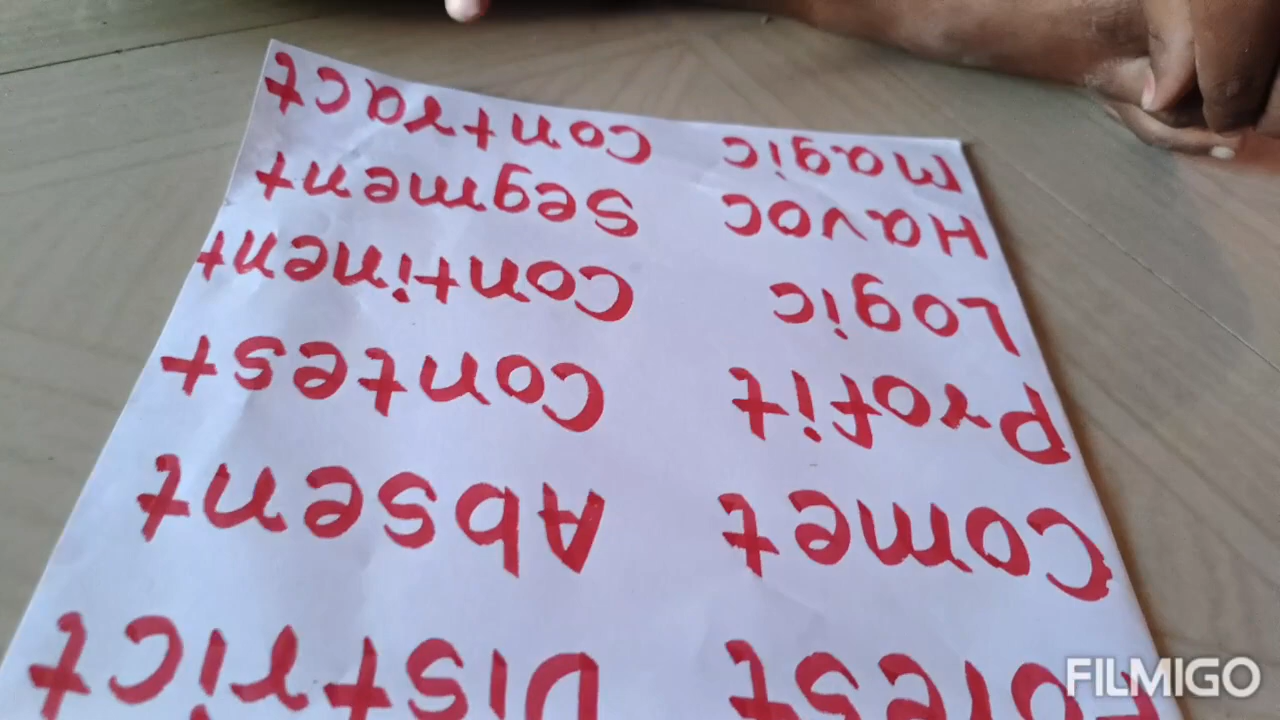 Forest District
Comet Absent
Profit Contest
Logic Continent
Havoc Segment
Magic Contract
FILMIGO